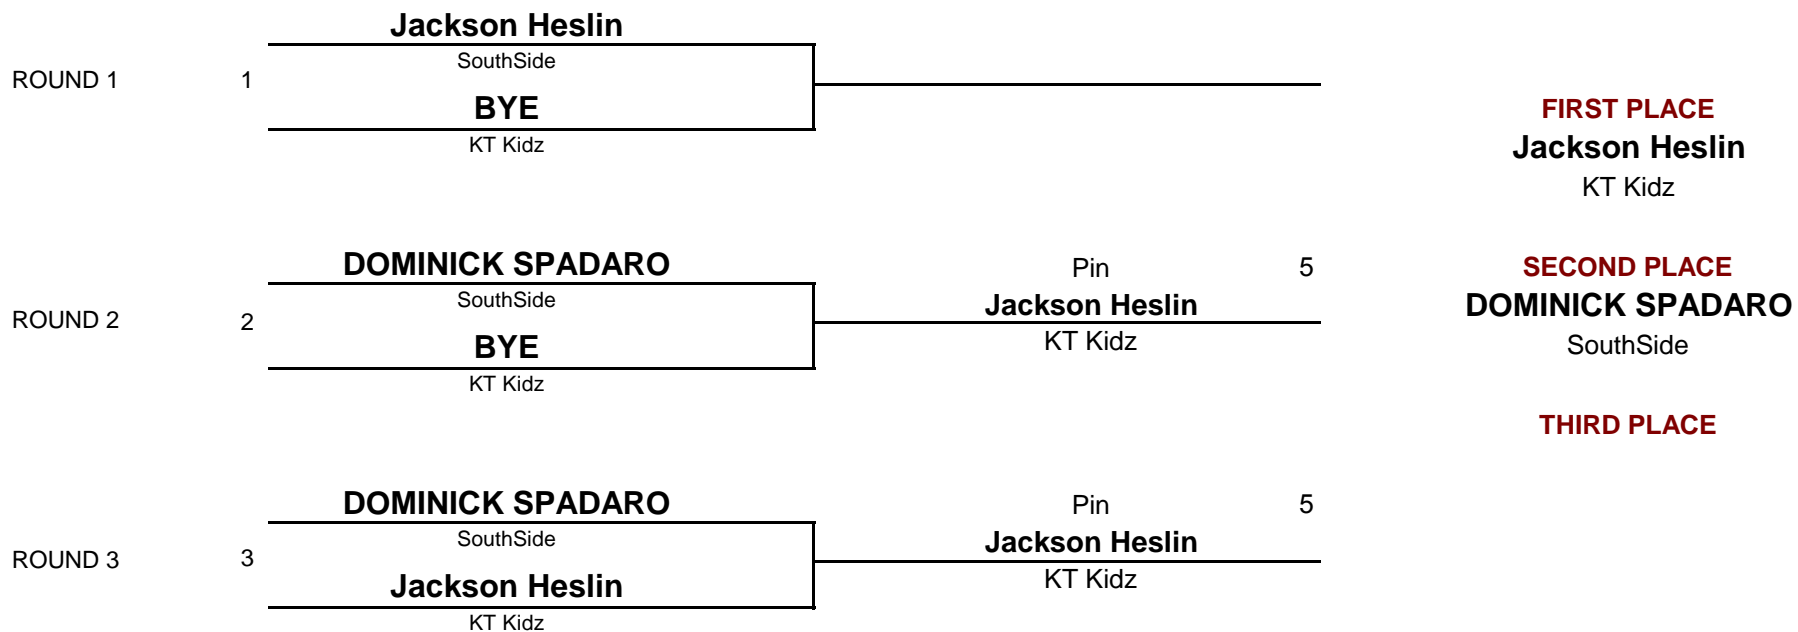 Jackson Heslin
SouthSide
ROUND 1 1
BYE
KT Kidz
FIRST PLACE
Jackson Heslin
KT Kidz
DOMINICK SPADARO
SouthSide
ROUND 2 2
BYE
KT Kidz
Pin 5
Jackson Heslin
KT Kidz
SECOND PLACE
DOMINICK SPADARO
SouthSide
THIRD PLACE
DOMINICK SPADARO
SouthSide
ROUND 3 3
Jackson Heslin
KT Kidz
Pin 5
Jackson Heslin
KT Kidz